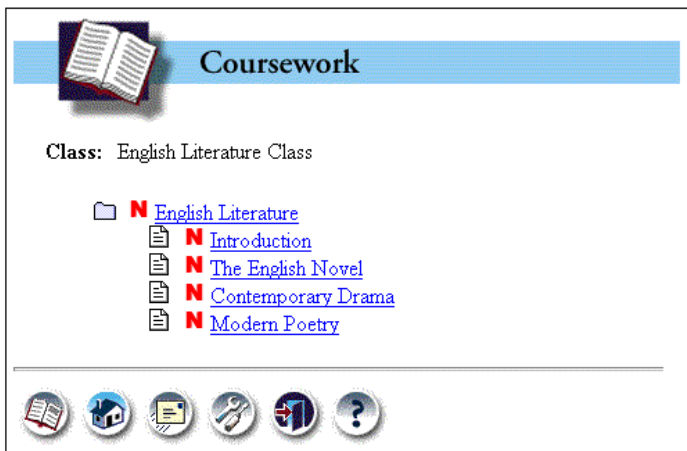 Coursework
Class: English Literature Class
N English Literature
N Introduction
N The English Novel
N Contemporary Drama
N Modern Poetry
?